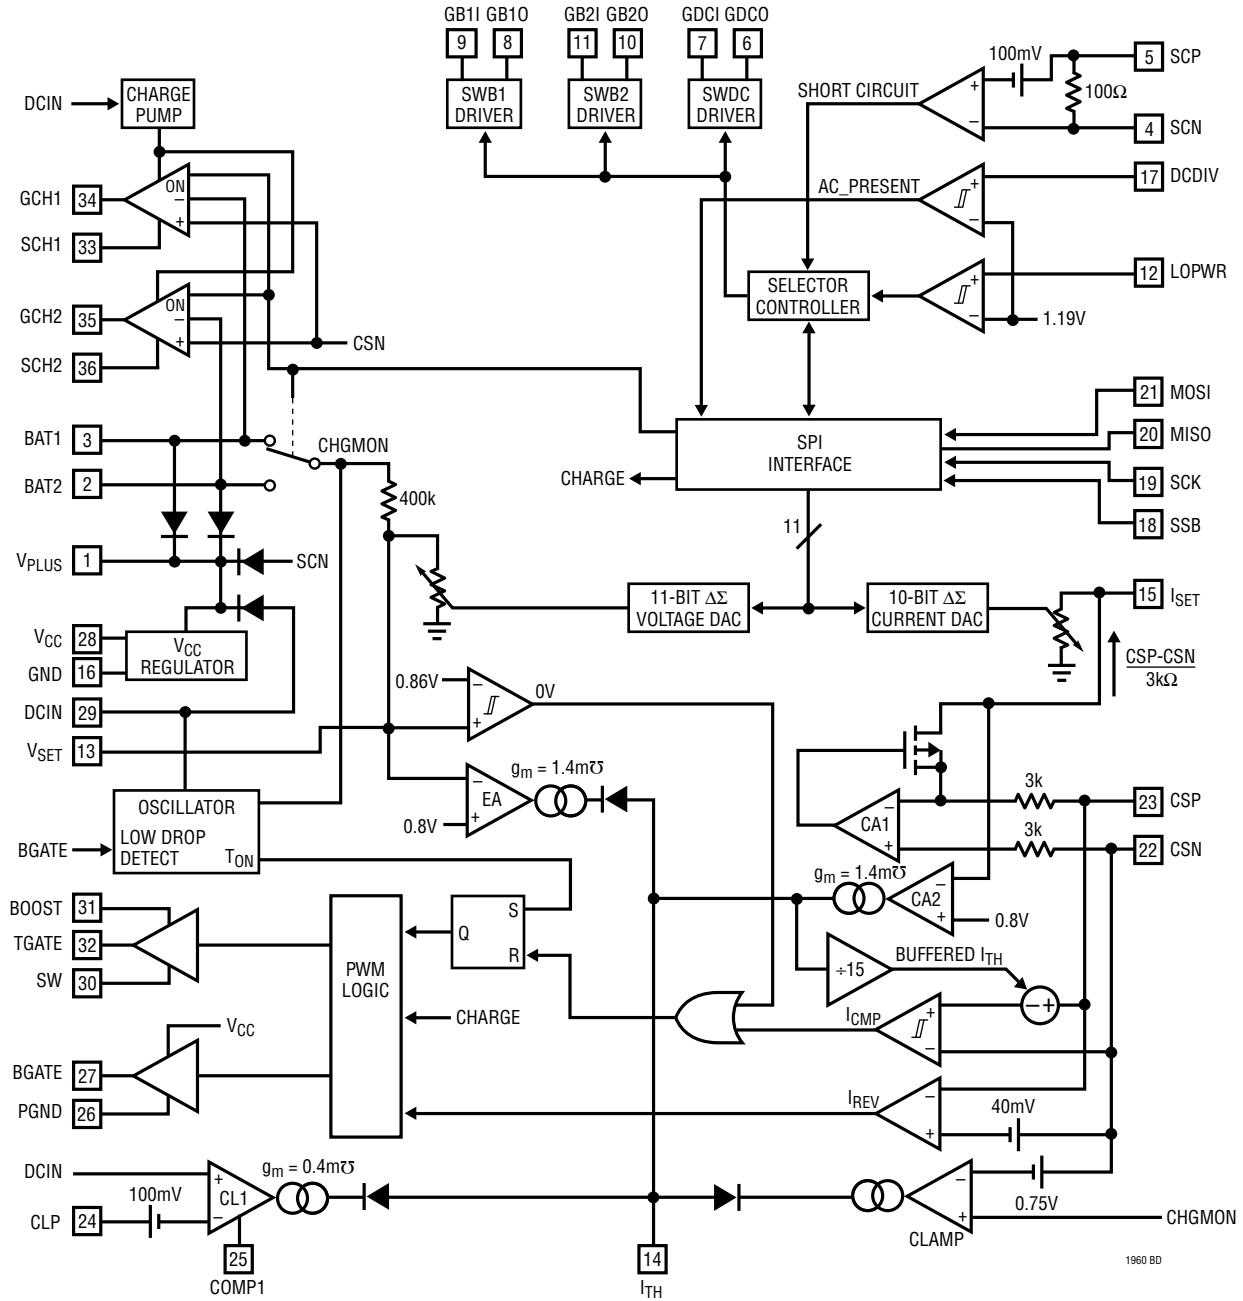 GB1I GB1O
GB2I GB2O
GDCI GDCO
9
8
11
10
7
6
SWB1
DRIVER
SWB2
DRIVER
SWDC
DRIVER
100mV
5 SCP
100Ω
SHORT CIRCUIT
+
−
4 SCN
DCIN
CHARGE
PUMP
17 DCDIV
AC_PRESENT
+
−
GCH1 34
ON
−
+
SCH1 33
12 LOPWR
SELECTOR
CONTROLLER
+
−
1.19V
GCH2 35
ON
−
+
CSN
SCH2 36
21 MOSI
BAT1 3
CHGMON
SPI
INTERFACE
20 MISO
BAT2 2
CHARGE
19 SCK
400k
18 SSB
11
VPLUS 1
SCN
15 ISET
11-BIT ΔΣ
VOLTAGE DAC
10-BIT ΔΣ
CURRENT DAC
VCC 28
VCC
REGULATOR
GND 16
CSP-CSN
3kΩ
0.86V
−
+
0V
DCIN 29
VSET 13
gm = 1.4m℧
OSCILLATOR
LOW DROP
DETECT
TON
BGATE
−
EA
+
0.8V
3k
23 CSP
−
CA1
+
3k
22 CSN
gm = 1.4m℧
−
CA2
+
0.8V
BOOST 31
TGATE 32
SW 30
PWM
LOGIC
S
Q
R
÷15
BUFFERED ITH
−+
CHARGE
ICMP
+
−
VCC
BGATE 27
PGND 26
IREV
−
+
40mV
DCIN
gm = 0.4m℧
+
CL1
−
100mV
CLP 24
−
+
0.75V
CHGMON
CLAMP
25
COMP1
14
ITH
1960 BD